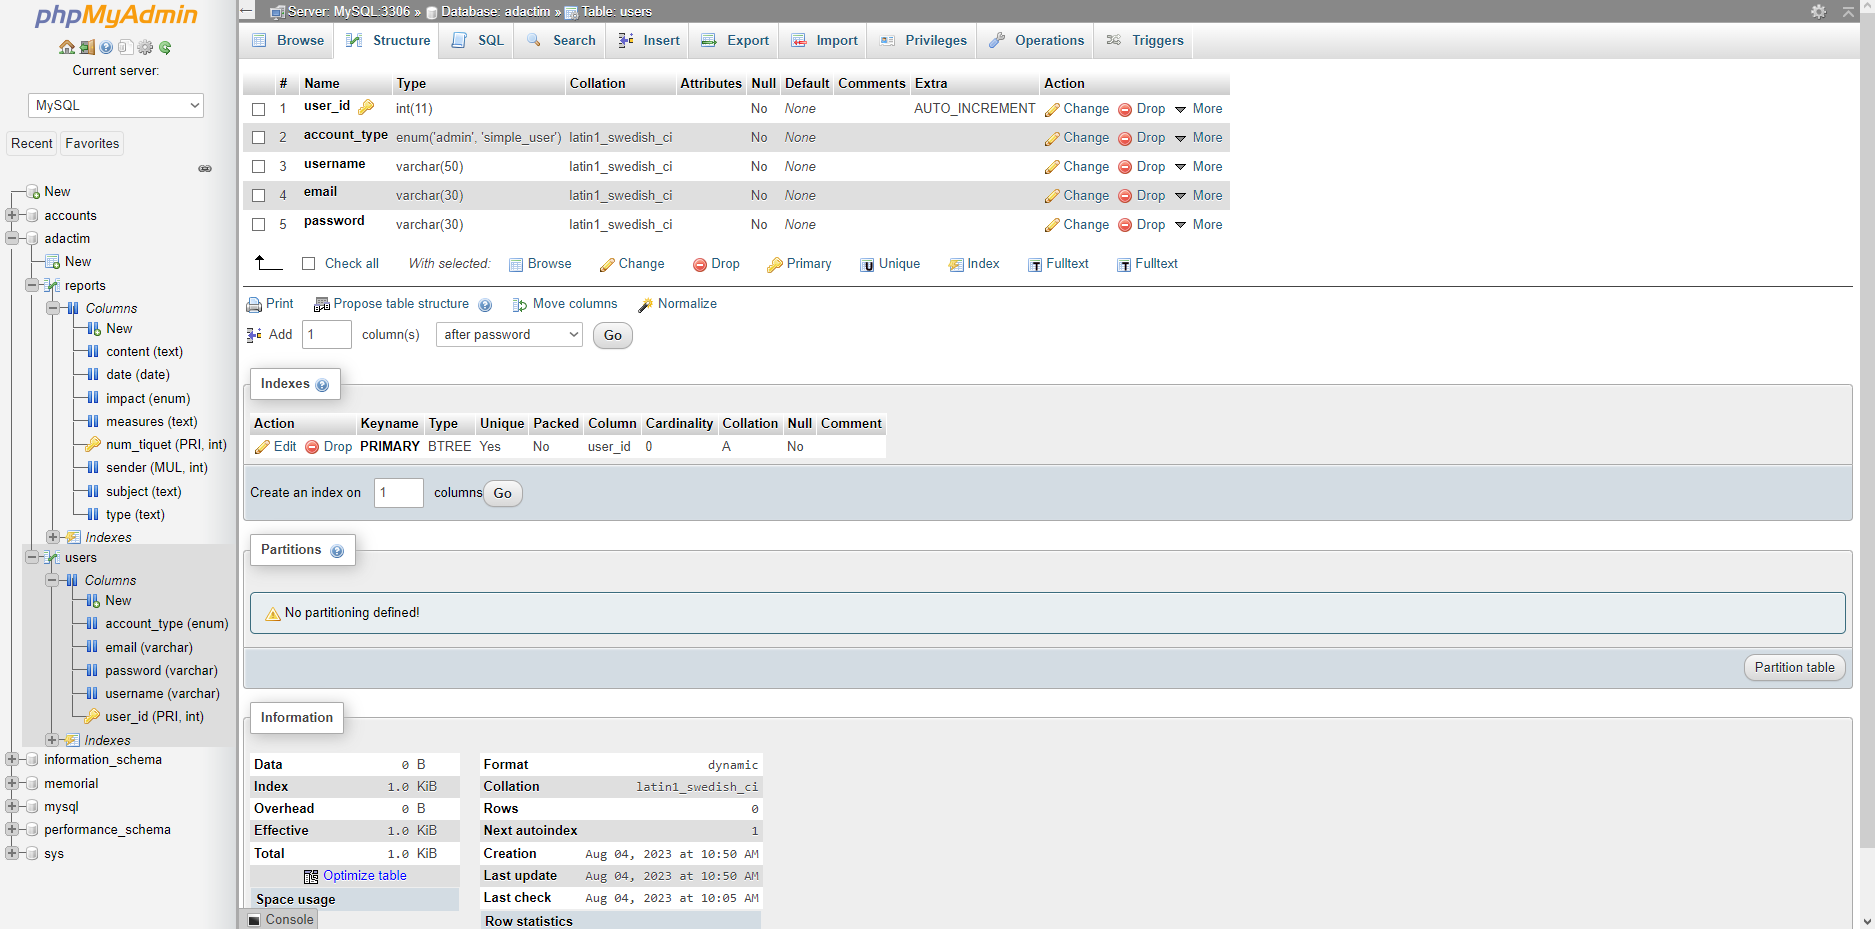 phpMyAdmin
Current server:
MySQL
Recent Favorites
New
accounts
adactim
New
reports
Columns
New
content (text)
date (date)
impact (enum)
measures (text)
num_tiquet (PRI, int)
sender (MUL, int)
subject (text)
type (text)
Indexes
users
Columns
New
account_type (enum)
email (varchar)
password (varchar)
username (varchar)
user_id (PRI, int)
Indexes
information_schema
memorial
mysql
performance_schema
sys
Server: MySQL:3306 » Database: adactim » Table: users
Browse Structure SQL Search Insert Export Import Privileges Operations Triggers
# Name Type Collation Attributes Null Default Comments Extra Action
1 user_id int(11) No None AUTO_INCREMENT Change Drop More
2 account_type enum('admin', 'simple_user') latin1_swedish_ci No None Change Drop More
3 username varchar(50) latin1_swedish_ci No None Change Drop More
4 email varchar(30) latin1_swedish_ci No None Change Drop More
5 password varchar(30) latin1_swedish_ci No None Change Drop More
Check all With selected: Browse Change Drop Primary Unique Index Fulltext Fulltext
Print Propose table structure Move columns Normalize
Add 1 column(s) after password Go
Indexes
Action Keyname Type Unique Packed Column Cardinality Collation Null Comment
Edit Drop PRIMARY BTREE Yes No user_id 0 A No
Create an index on 1 columns Go
Partitions
No partitioning defined!
Partition table
Information
Data 0 B
Index 1.0 KiB
Overhead 0 B
Effective 1.0 KiB
Total 1.0 KiB
Optimize table
Space usage
Format dynamic
Collation latin1_swedish_ci
Rows 0
Next autoindex 1
Creation Aug 04, 2023 at 10:50 AM
Last update Aug 04, 2023 at 10:50 AM
Last check Aug 04, 2023 at 10:05 AM
Row statistics
Console